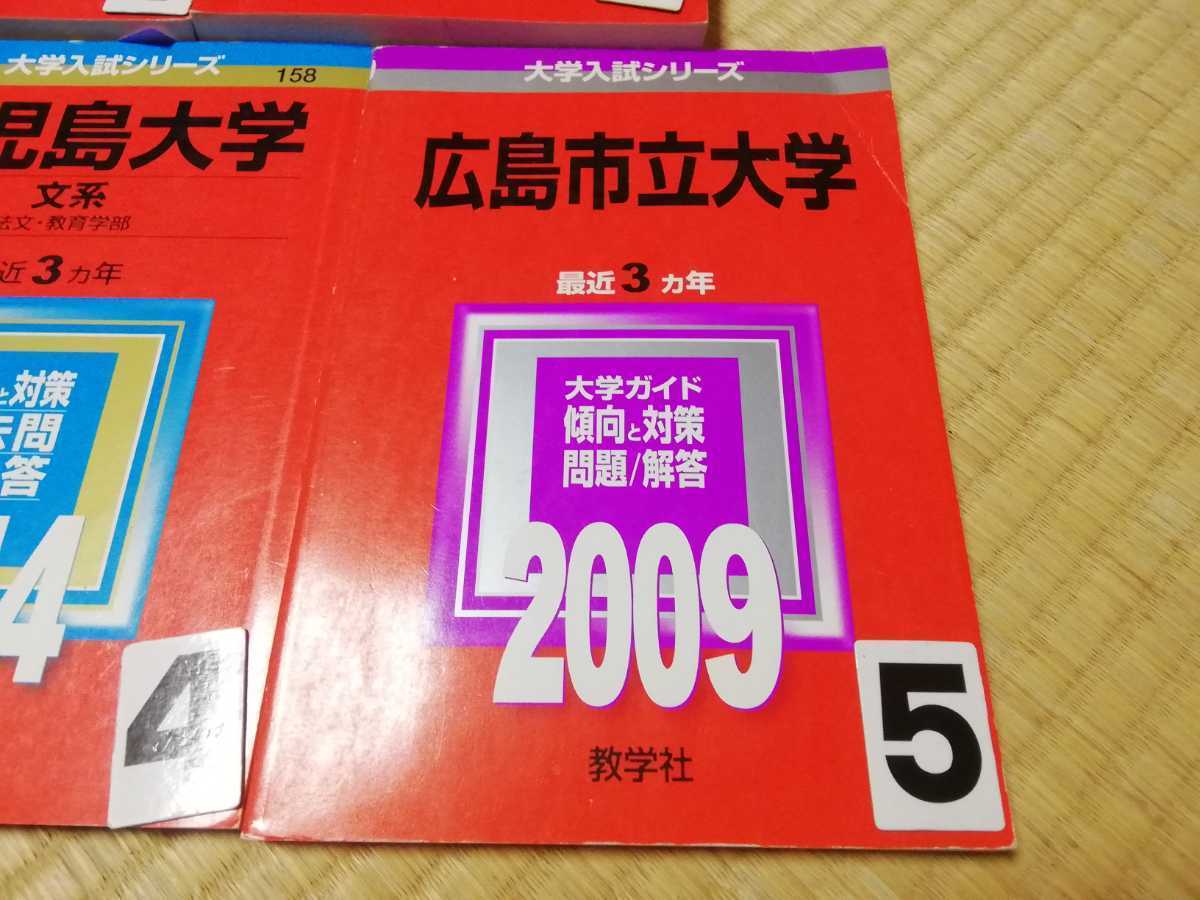 大学入試シリーズ
158
児島大学
文系
法文・教育学部
近3ヵ年
と対策
去問
答
4
4
大学入試シリーズ
広島市立大学
最近3ヵ年
大学ガイド
傾向と対策
問題/解答
2009
教学社
5